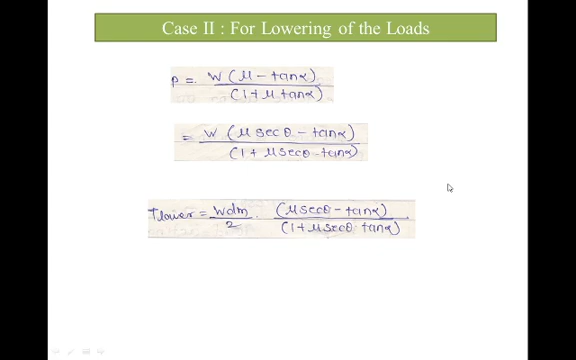 Case II : For Lowering of the Loads
P = W (μ - tanα)
(1 + μ tanα)
= W (μ secθ - tanα)
(1 + μ secθ tanα)
Tlower = Wdm/2 . (μ secθ - tanα)
(1 + μ secθ · tanα)